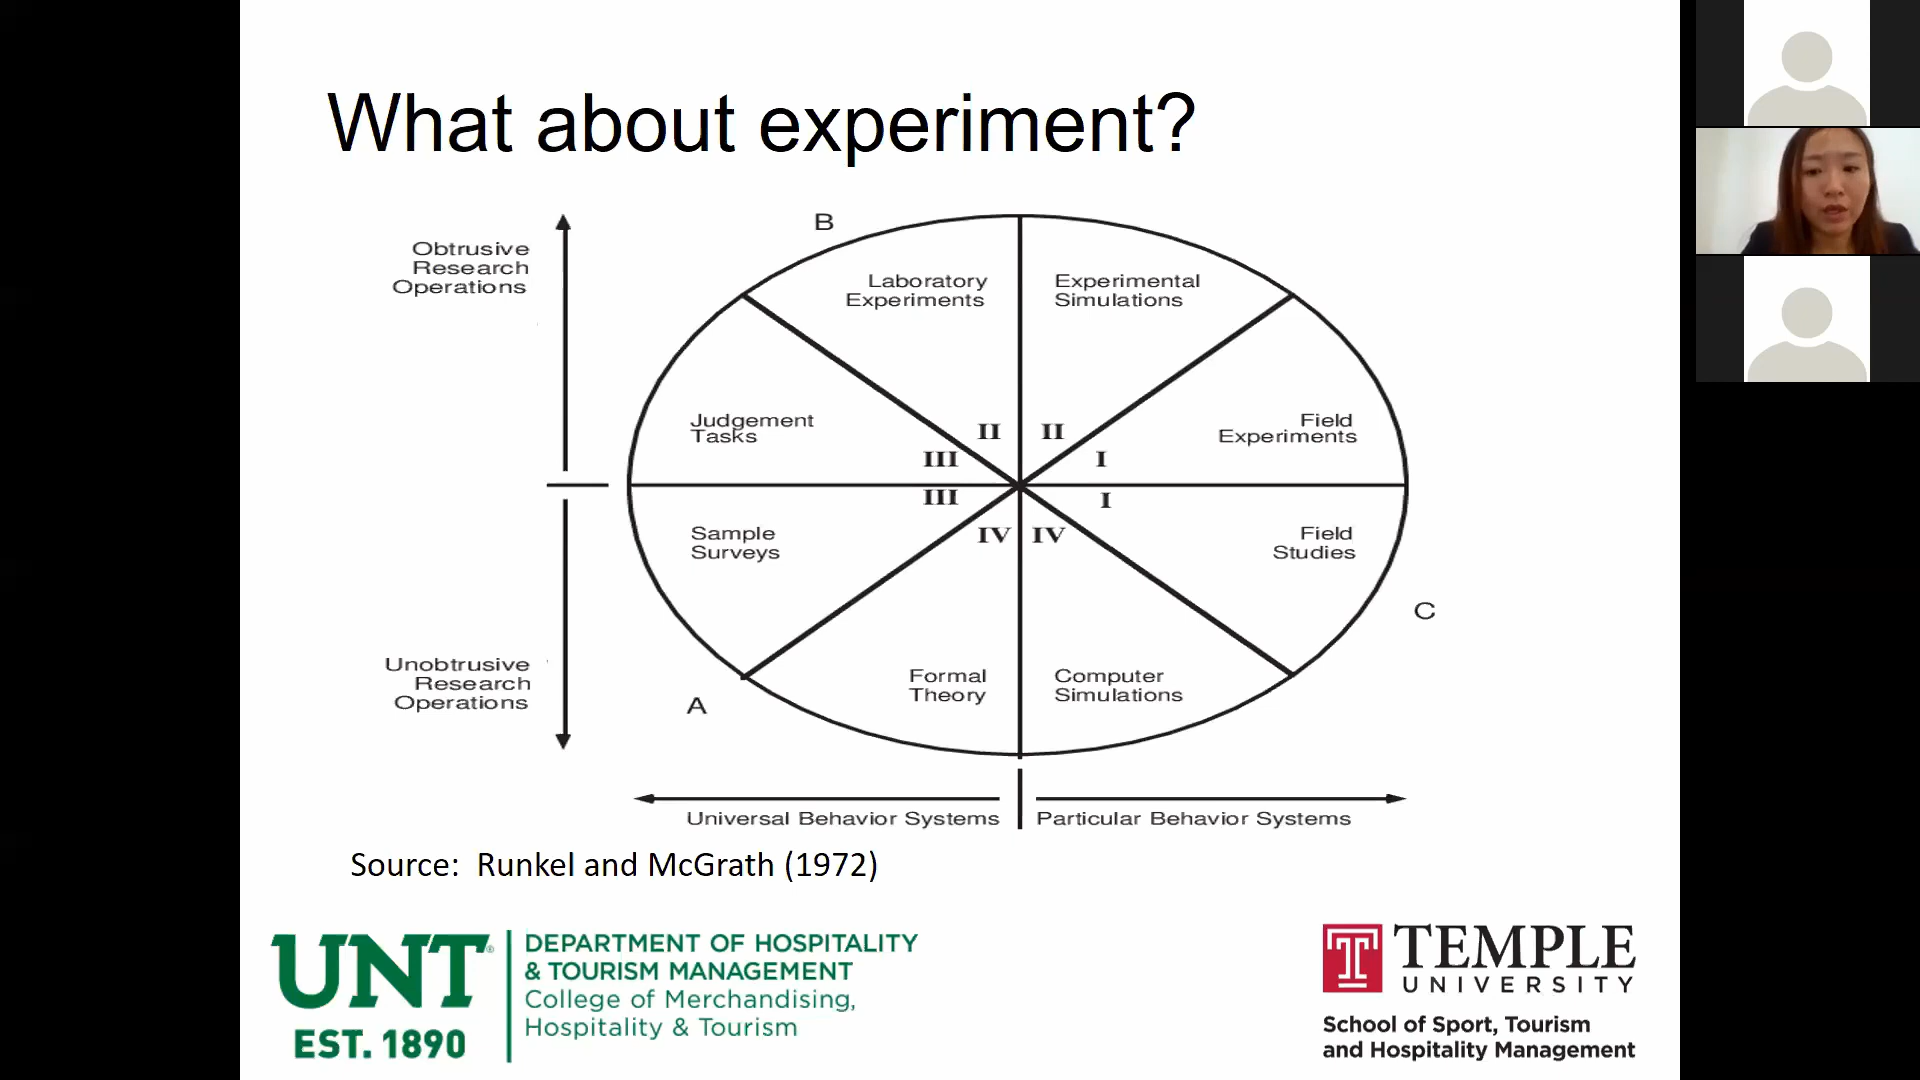 What about experiment?
B
Obtrusive
Research
Operations
Laboratory
Experiments
Experimental
Simulations
Judgement
Tasks
Field
Experiments
II
II
III
I
III
I
IV
IV
Sample
Surveys
Field
Studies
C
Unobtrusive
Research
Operations
Formal
Theory
Computer
Simulations
A
Universal Behavior Systems
Particular Behavior Systems
Source: Runkel and McGrath (1972)
UNT®
EST. 1890
DEPARTMENT OF HOSPITALITY
& TOURISM MANAGEMENT
College of Merchandising,
Hospitality & Tourism
TEMPLE
UNIVERSITY
School of Sport, Tourism
and Hospitality Management